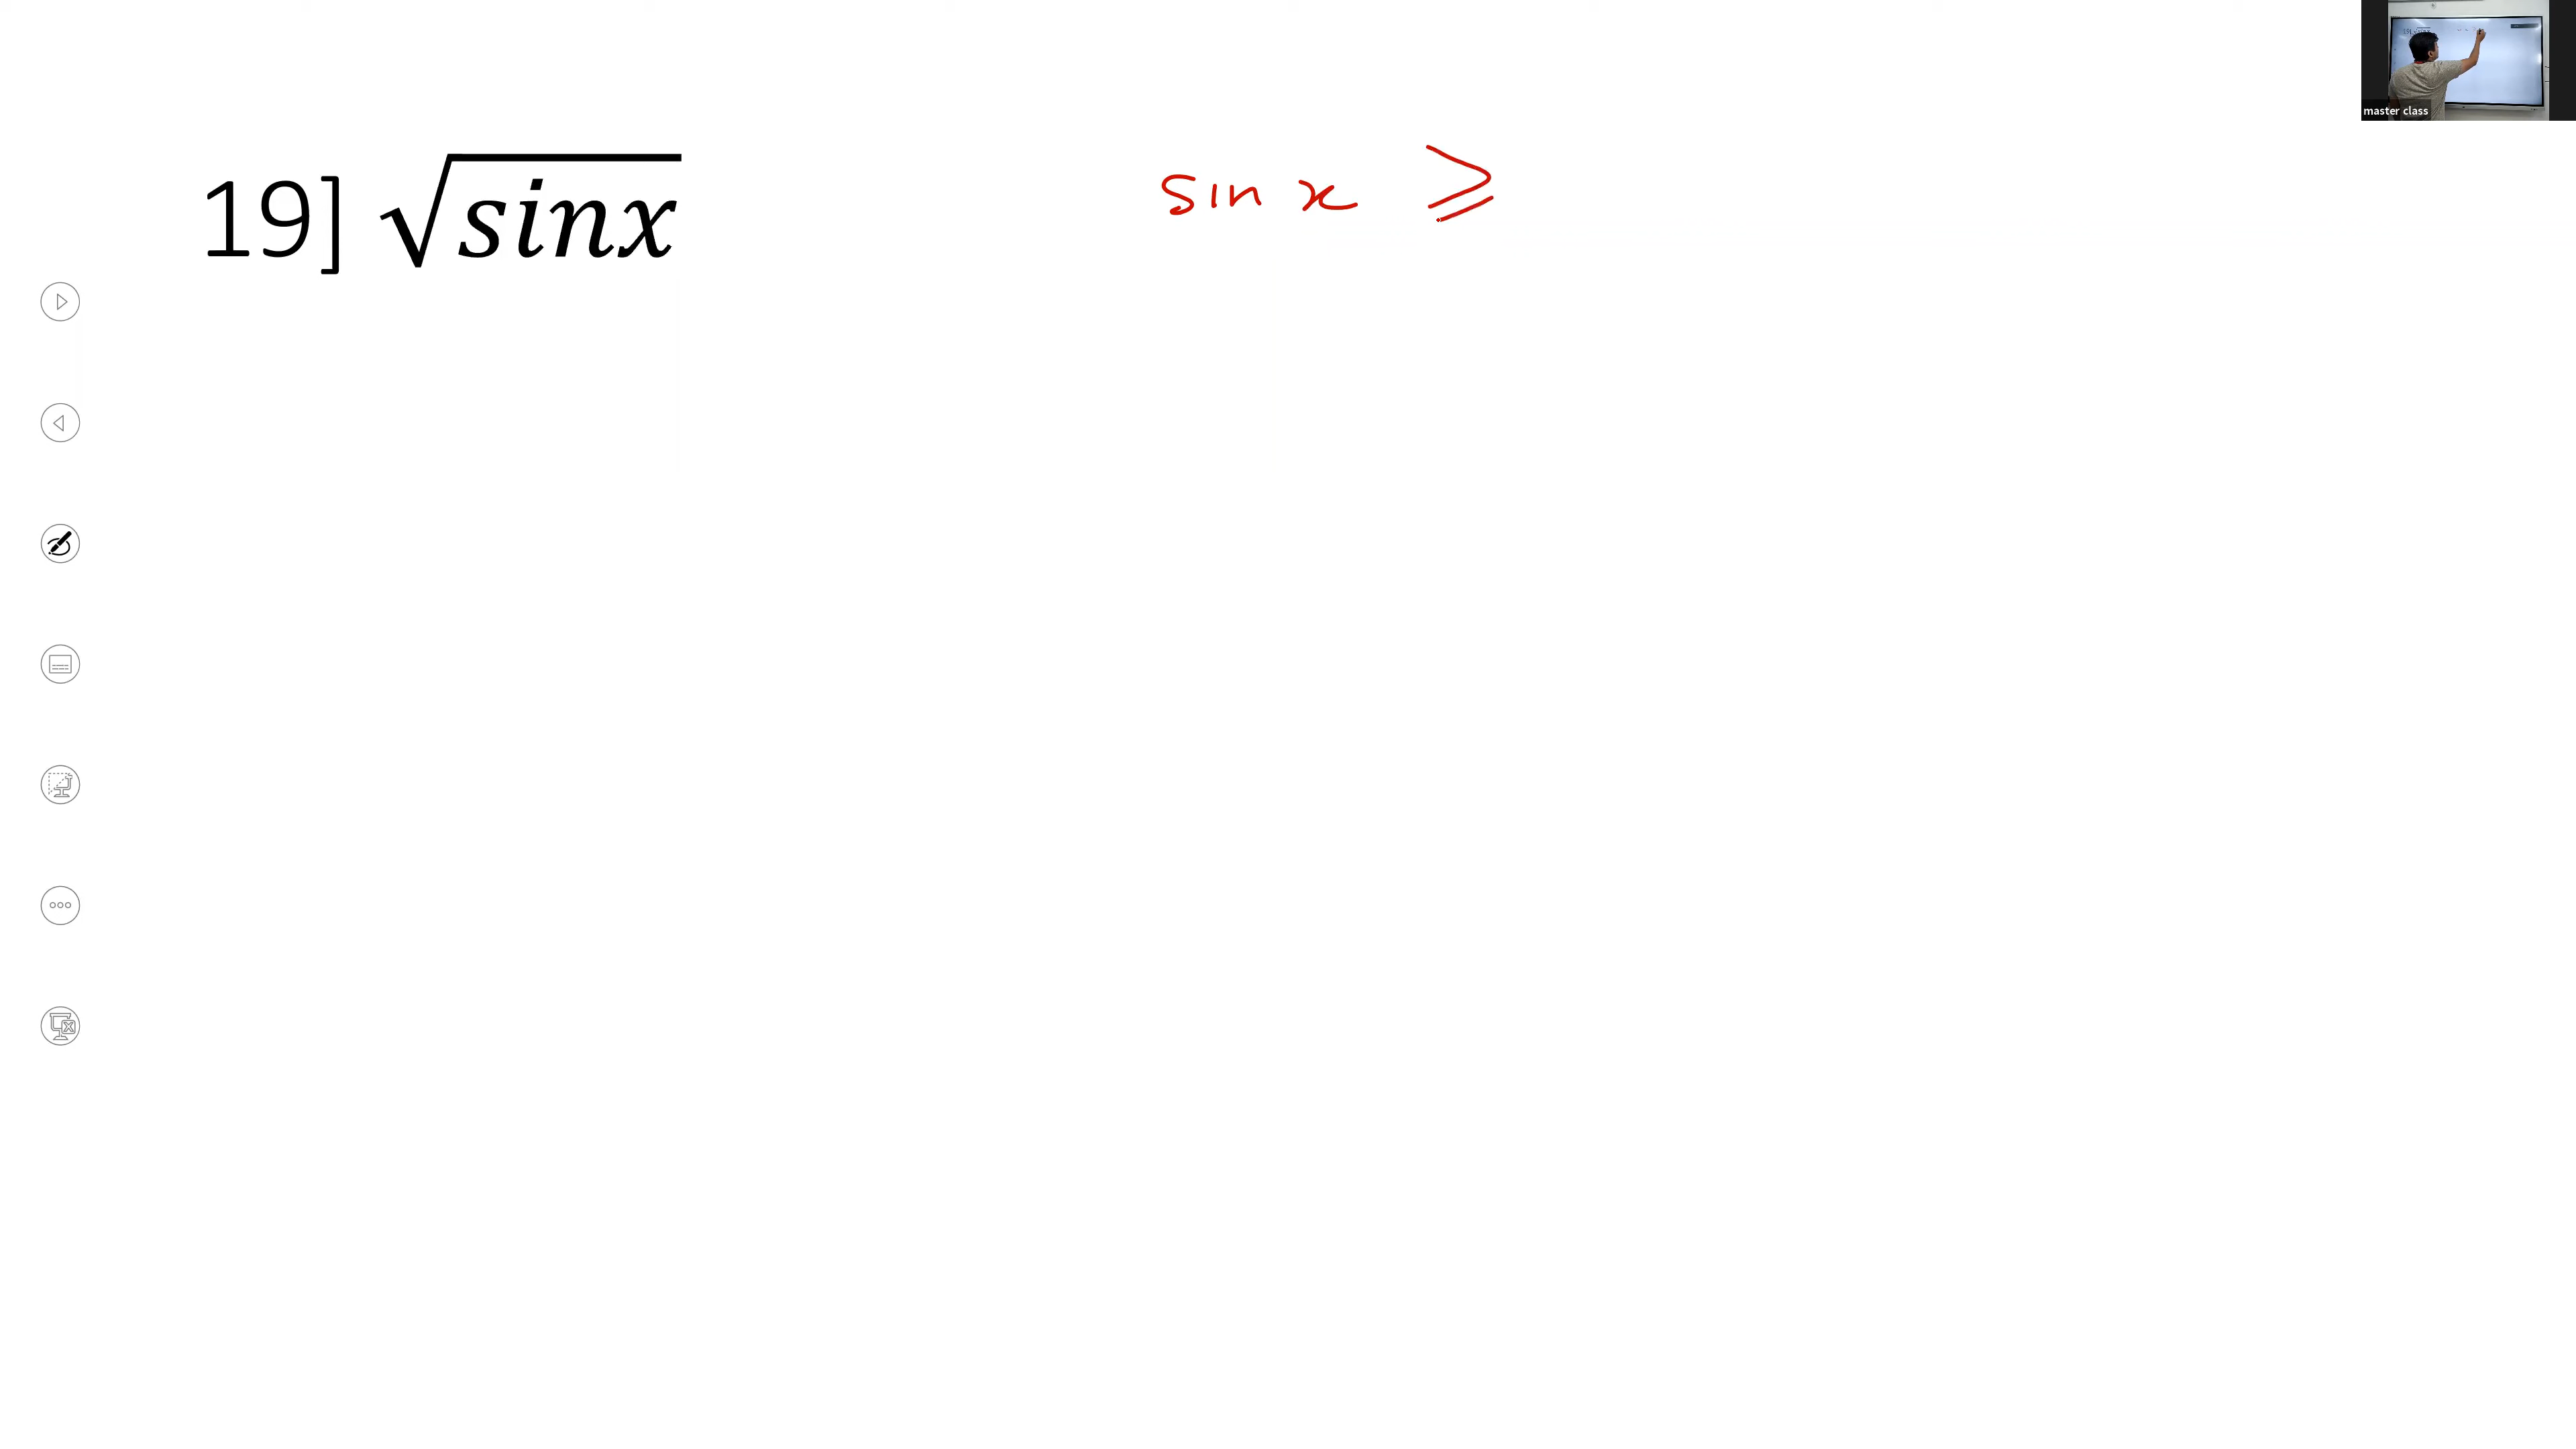 master class
19] √sinx
sin x ⩾